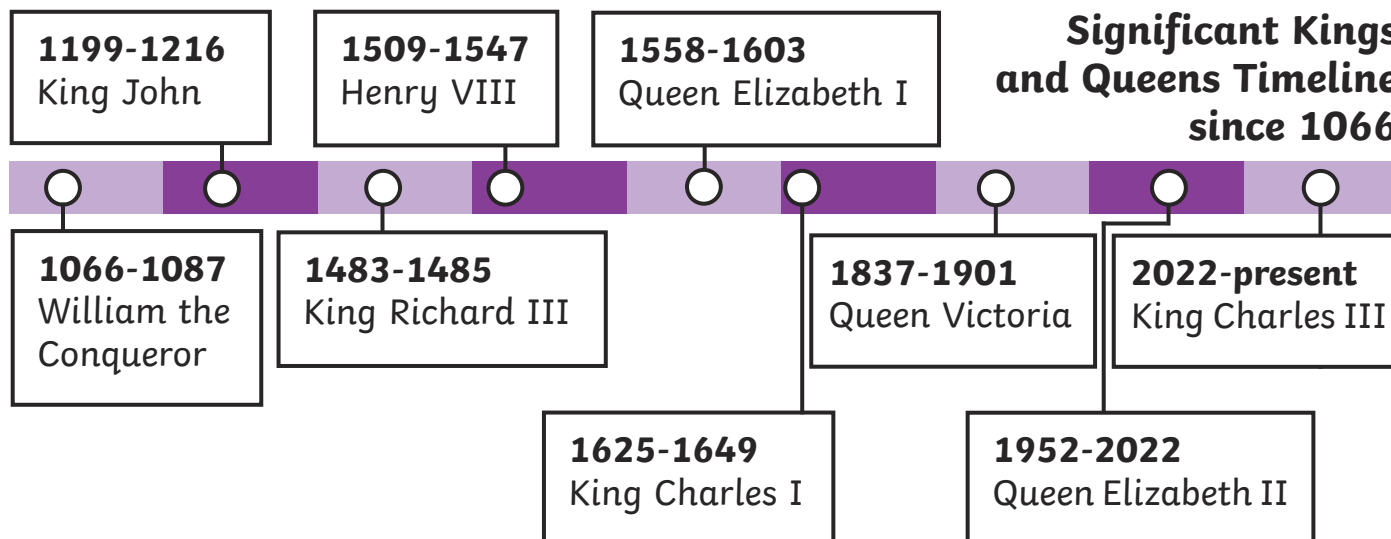 1199-1216
King John
1509-1547
Henry VIII
1558-1603
Queen Elizabeth I
Significant Kings
and Queens Timeline
since 1066
1066-1087
William the
Conqueror
1483-1485
King Richard III
1837-1901
Queen Victoria
2022-present
King Charles III
1625-1649
King Charles I
1952-2022
Queen Elizabeth II